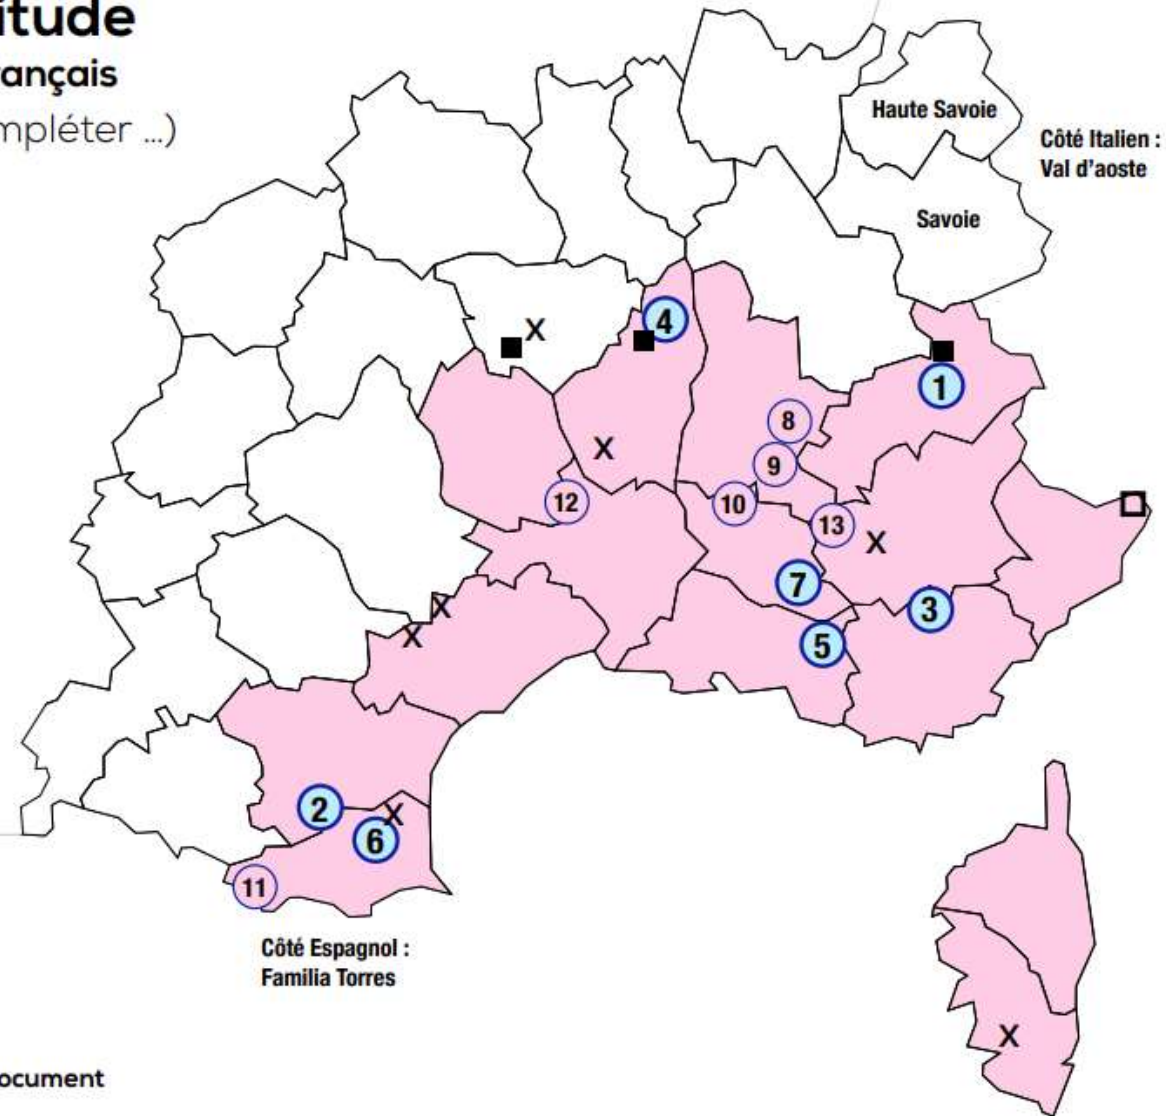 itude
ançais
mpléter ...)
Haute Savoie
Côté Italien :
Val d'aoste
Savoie
4
X
1
8
X
9
12
10
13
X
7
X
3
X
5
2
X
6
11
Côté Espagnol :
Familia Torres
X
ocument